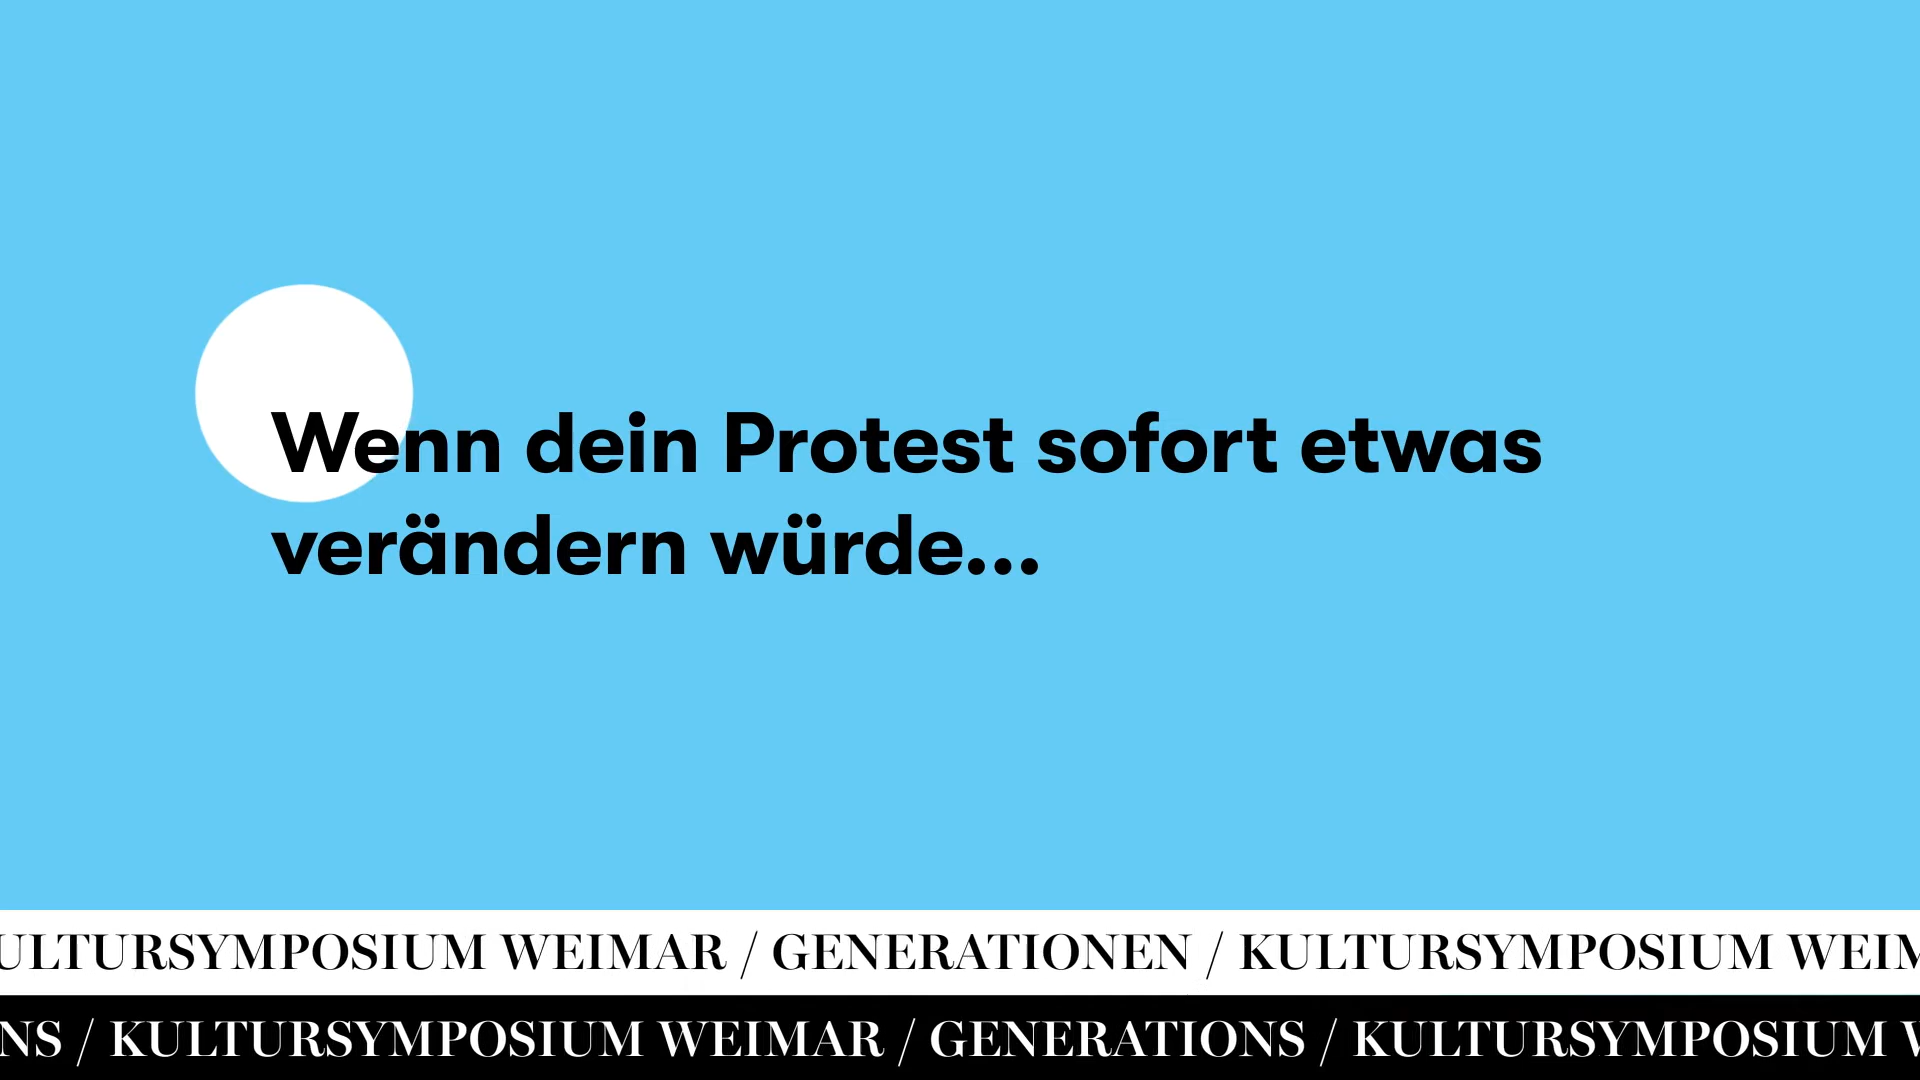 Wenn dein Protest sofort etwas
verändern würde...
ULTURSYMPOSIUM WEIMAR / GENERATIONEN / KULTURSYMPOSIUM WEIM
NS / KULTURSYMPOSIUM WEIMAR / GENERATIONS / KULTURSYMPOSIUM W